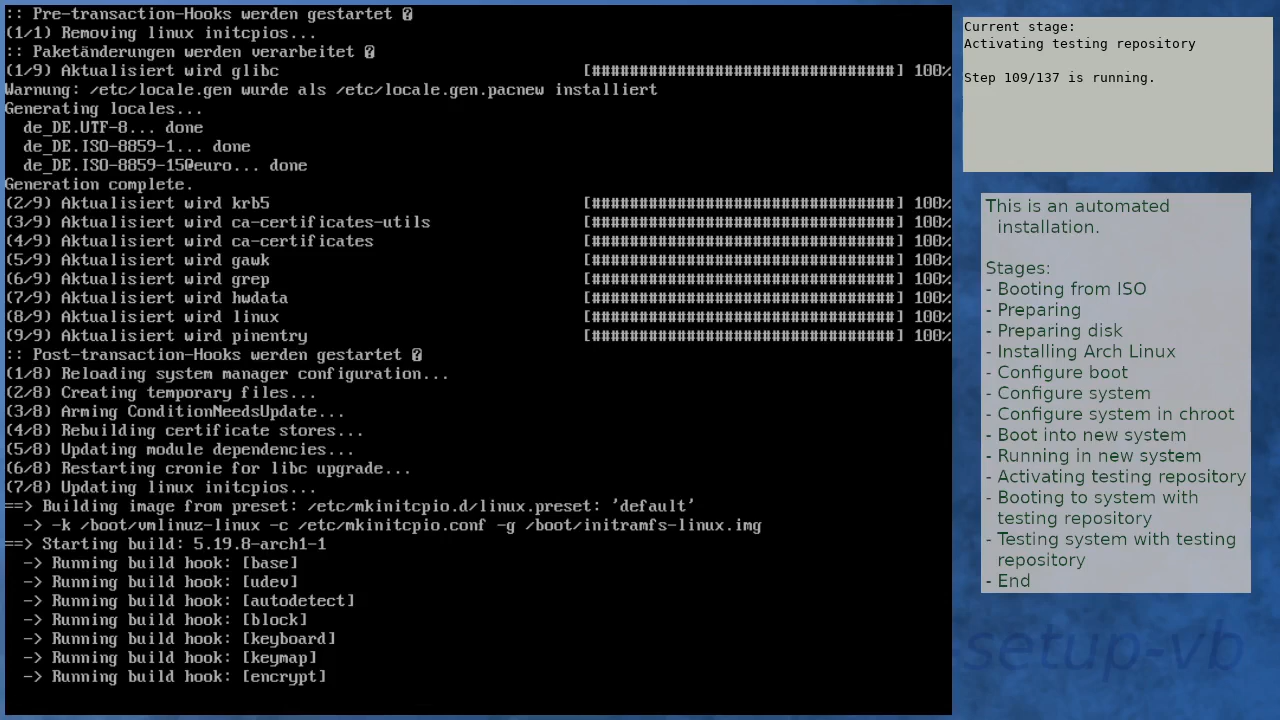 :: Pre-transaction-Hooks werden gestartet �
(1/1) Removing linux initcpios...
:: Paketänderungen werden verarbeitet �
(1/9) Aktualisiert wird glibc [################################] 100%
Warnung: /etc/locale.gen wurde als /etc/locale.gen.pacnew installiert
Generating locales...
de_DE.UTF-8... done
de_DE.ISO-8859-1... done
de_DE.ISO-8859-15@euro... done
Generation complete.
(2/9) Aktualisiert wird krb5 [################################] 100%
(3/9) Aktualisiert wird ca-certificates-utils [################################] 100%
(4/9) Aktualisiert wird ca-certificates [################################] 100%
(5/9) Aktualisiert wird gawk [################################] 100%
(6/9) Aktualisiert wird grep [################################] 100%
(7/9) Aktualisiert wird hwdata [################################] 100%
(8/9) Aktualisiert wird linux [################################] 100%
(9/9) Aktualisiert wird pinentry [################################] 100%
:: Post-transaction-Hooks werden gestartet �
(1/8) Reloading system manager configuration...
(2/8) Creating temporary files...
(3/8) Arming ConditionNeedsUpdate...
(4/8) Rebuilding certificate stores...
(5/8) Updating module dependencies...
(6/8) Restarting cronie for libc upgrade...
(7/8) Updating linux initcpios...
==> Building image from preset: /etc/mkinitcpio.d/linux.preset: 'default'
-> -k /boot/vmlinuz-linux -c /etc/mkinitcpio.conf -g /boot/initramfs-linux.img
==> Starting build: 5.19.8-arch1-1
-> Running build hook: [base]
-> Running build hook: [udev]
-> Running build hook: [autodetect]
-> Running build hook: [block]
-> Running build hook: [keyboard]
-> Running build hook: [keymap]
-> Running build hook: [encrypt]
Current stage:
Activating testing repository
Step 109/137 is running.
This is an automated
installation.
Stages:
- Booting from ISO
- Preparing
- Preparing disk
- Installing Arch Linux
- Configure boot
- Configure system
- Configure system in chroot
- Boot into new system
- Running in new system
- Activating testing repository
- Booting to system with
testing repository
- Testing system with testing
repository
- End
setup-vb